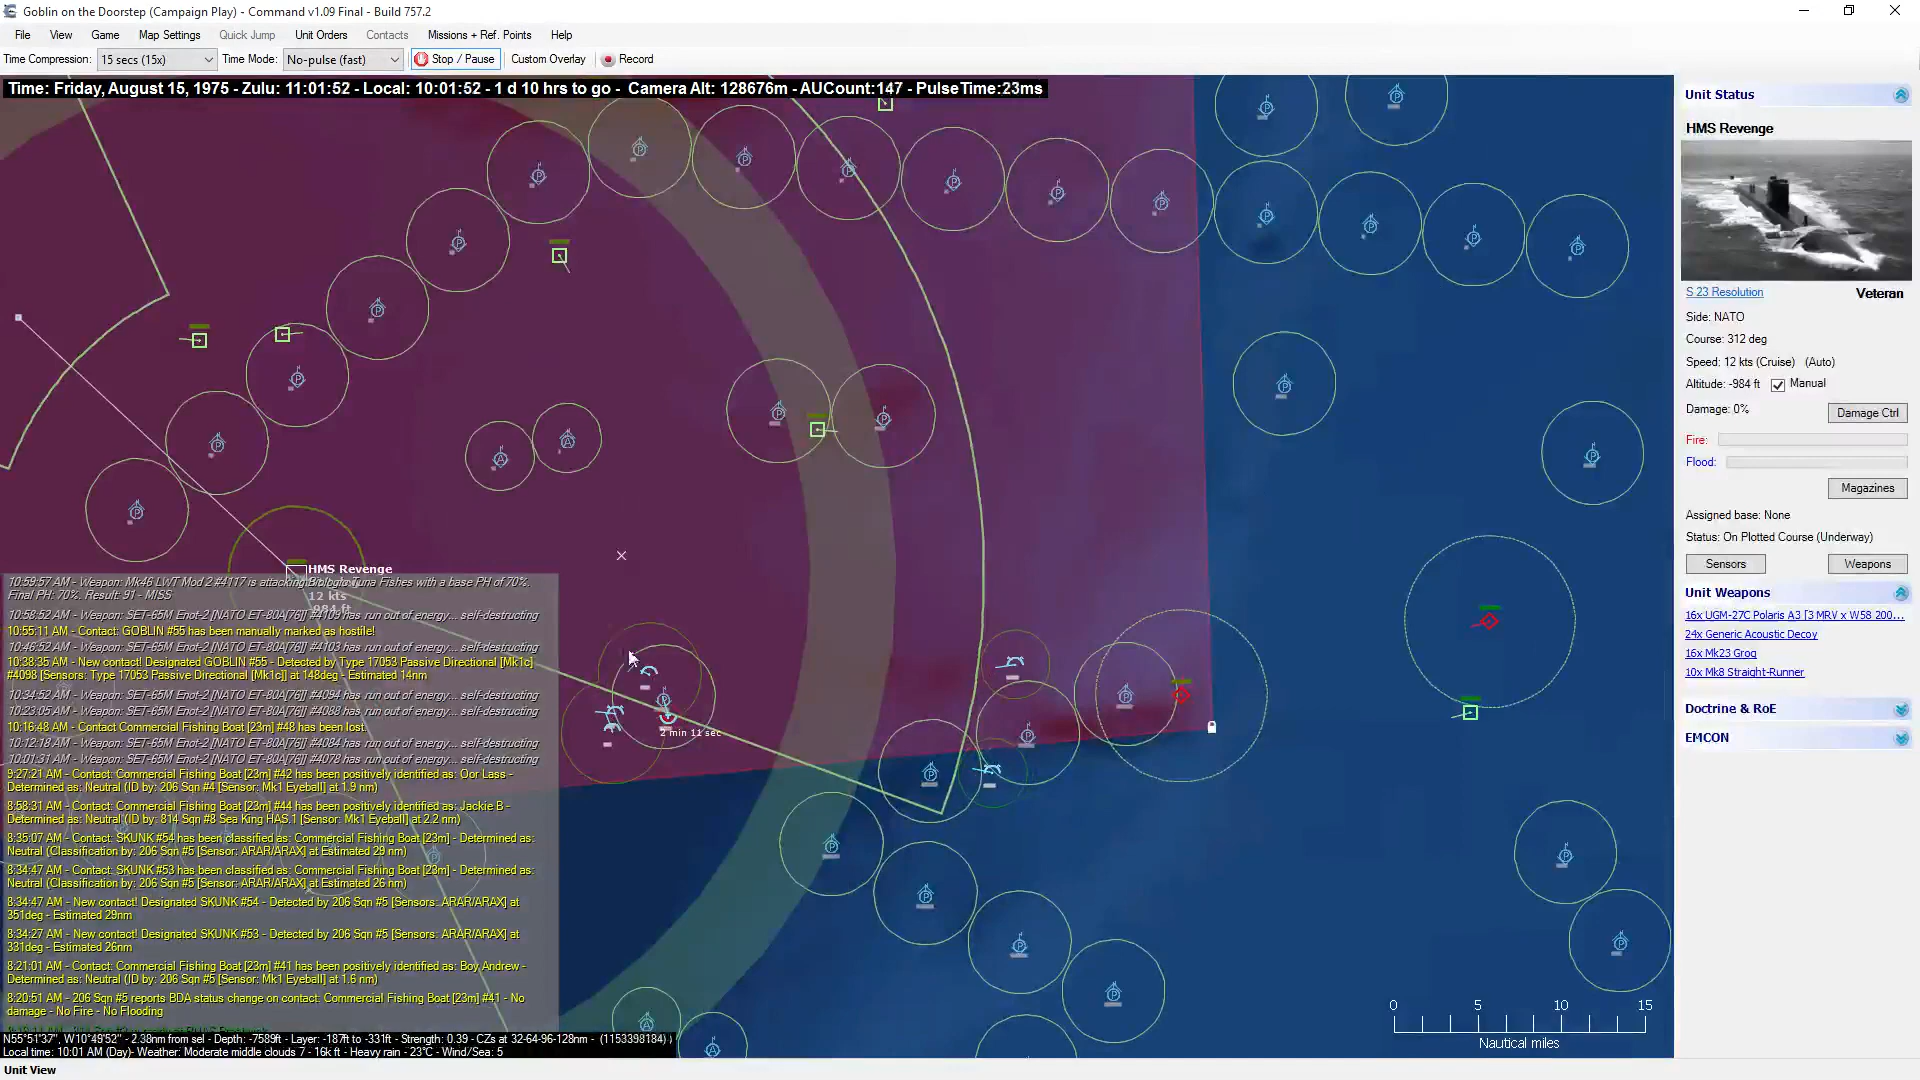 Goblin on the Doorstep (Campaign Play) - Command v1.09 Final - Build 757.2
File View Game Map Settings Quick Jump Unit Orders Contacts Missions + Ref. Points Help
Time Compression: 15 secs (15x) Time Mode: No-pulse (fast) Stop / Pause Custom Overlay Record
Time: Friday, August 15, 1975 - Zulu: 11:01:52 - Local: 10:01:52 - 1 d 10 hrs to go - Camera Alt: 128676m - AUCount:147 - PulseTime:23ms
HMS Revenge
12 kts
-984 ft
2 min 11 sec
10:59:57 AM - Weapon: Mk46 LWT Mod 2 #4117 is attacking Biologic Tuna Fishes with a base PH of 70%.
Final PH: 70%. Result: 91 - MISS
10:58:52 AM - Weapon: SET-65M Enot-2 [NATO ET-80A[76]] #4109 has run out of energy... self-destructing
10:55:11 AM - Contact: GOBLIN #55 has been manually marked as hostile!
10:46:52 AM - Weapon: SET-65M Enot-2 [NATO ET-80A[76]] #4103 has run out of energy... self-destructing
10:38:35 AM - New contact! Designated GOBLIN #55 - Detected by Type 17053 Passive Directional [Mk1c]
#4098 [Sensors: Type 17053 Passive Directional [Mk1c]] at 148deg - Estimated 14nm
10:34:52 AM - Weapon: SET-65M Enot-2 [NATO ET-80A[76]] #4094 has run out of energy... self-destructing
10:23:05 AM - Weapon: SET-65M Enot-2 [NATO ET-80A[76]] #4088 has run out of energy... self-destructing
10:16:48 AM - Contact Commercial Fishing Boat [23m] #48 has been lost.
10:12:18 AM - Weapon: SET-65M Enot-2 [NATO ET-80A[76]] #4084 has run out of energy... self-destructing
10:01:31 AM - Weapon: SET-65M Enot-2 [NATO ET-80A[76]] #4078 has run out of energy... self-destructing
9:27:21 AM - Contact: Commercial Fishing Boat [23m] #42 has been positively identified as: Oor Lass -
Determined as: Neutral (ID by: 206 Sqn #4 [Sensor: Mk1 Eyeball] at 1.9 nm)
8:58:31 AM - Contact: Commercial Fishing Boat [23m] #44 has been positively identified as: Jackie B -
Determined as: Neutral (ID by: 814 Sqn #8 Sea King HAS.1 [Sensor: Mk1 Eyeball] at 2.2 nm)
8:35:07 AM - Contact: SKUNK #54 has been classified as: Commercial Fishing Boat [23m] - Determined as:
Neutral (Classification by: 206 Sqn #5 [Sensor: ARAR/ARAX] at Estimated 29 nm)
8:34:47 AM - Contact: SKUNK #53 has been classified as: Commercial Fishing Boat [23m] - Determined as:
Neutral (Classification by: 206 Sqn #5 [Sensor: ARAR/ARAX] at Estimated 26 nm)
8:34:47 AM - New contact! Designated SKUNK #54 - Detected by 206 Sqn #5 [Sensors: ARAR/ARAX] at
351deg - Estimated 29nm
8:34:27 AM - New contact! Designated SKUNK #53 - Detected by 206 Sqn #5 [Sensors: ARAR/ARAX] at
331deg - Estimated 26nm
8:21:01 AM - Contact: Commercial Fishing Boat [23m] #41 has been positively identified as: Boy Andrew -
Determined as: Neutral (ID by: 206 Sqn #5 [Sensor: Mk1 Eyeball] at 1.6 nm)
8:20:51 AM - 206 Sqn #5 reports BDA status change on contact: Commercial Fishing Boat [23m] #41 - No
damage - No Fire - No Flooding
N55°51'37", W10°49'52" - 2.38nm from sel - Depth: -7589ft - Layer: -187ft to -331ft - Strength: 0.39 - CZs at 32-64-96-128nm - (1153398184)
Local time: 10:01 AM (Day)- Weather: Moderate middle clouds 7 - 16k ft - Heavy rain - 23°C - Wind/Sea: 5
0 5 10 15
Nautical miles
Unit View
Unit Status
HMS Revenge
S 23 Resolution Veteran
Side: NATO
Course: 312 deg
Speed: 12 kts (Cruise) (Auto)
Altitude: -984 ft Manual
Damage: 0% Damage Ctrl
Fire:
Flood:
Magazines
Assigned base: None
Status: On Plotted Course (Underway)
Sensors Weapons
Unit Weapons
16x UGM-27C Polaris A3 [3 MRV x W58 200...
24x Generic Acoustic Decoy
16x Mk23 Grog
10x Mk8 Straight-Runner
Doctrine & RoE
EMCON